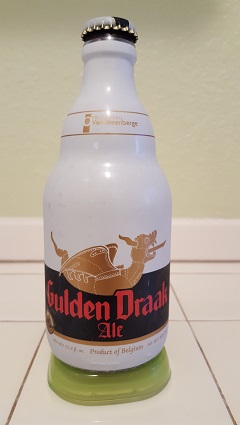 Van Steenberge
Gulden Draak
Ale
Product of Belgium